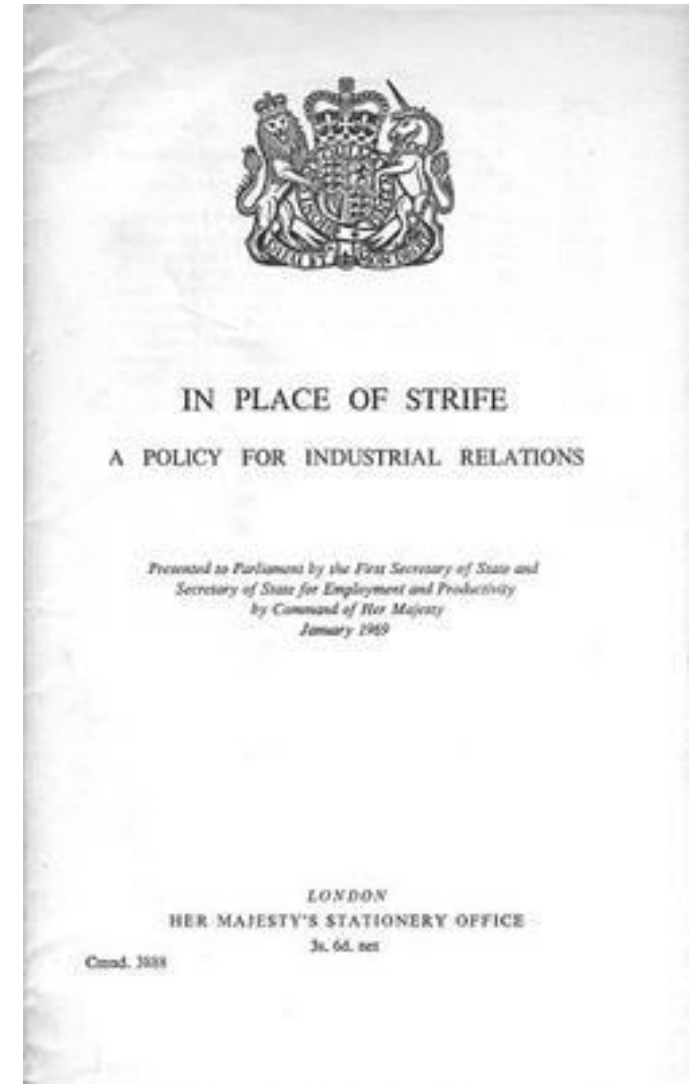 IN PLACE OF STRIFE
A POLICY FOR INDUSTRIAL RELATIONS
Presented to Parliament by the First Secretary of State and
Secretary of State for Employment and Productivity
by Command of Her Majesty
January 1969
LONDON
HER MAJESTY'S STATIONERY OFFICE
3s. 6d. net
Cmnd. 3888